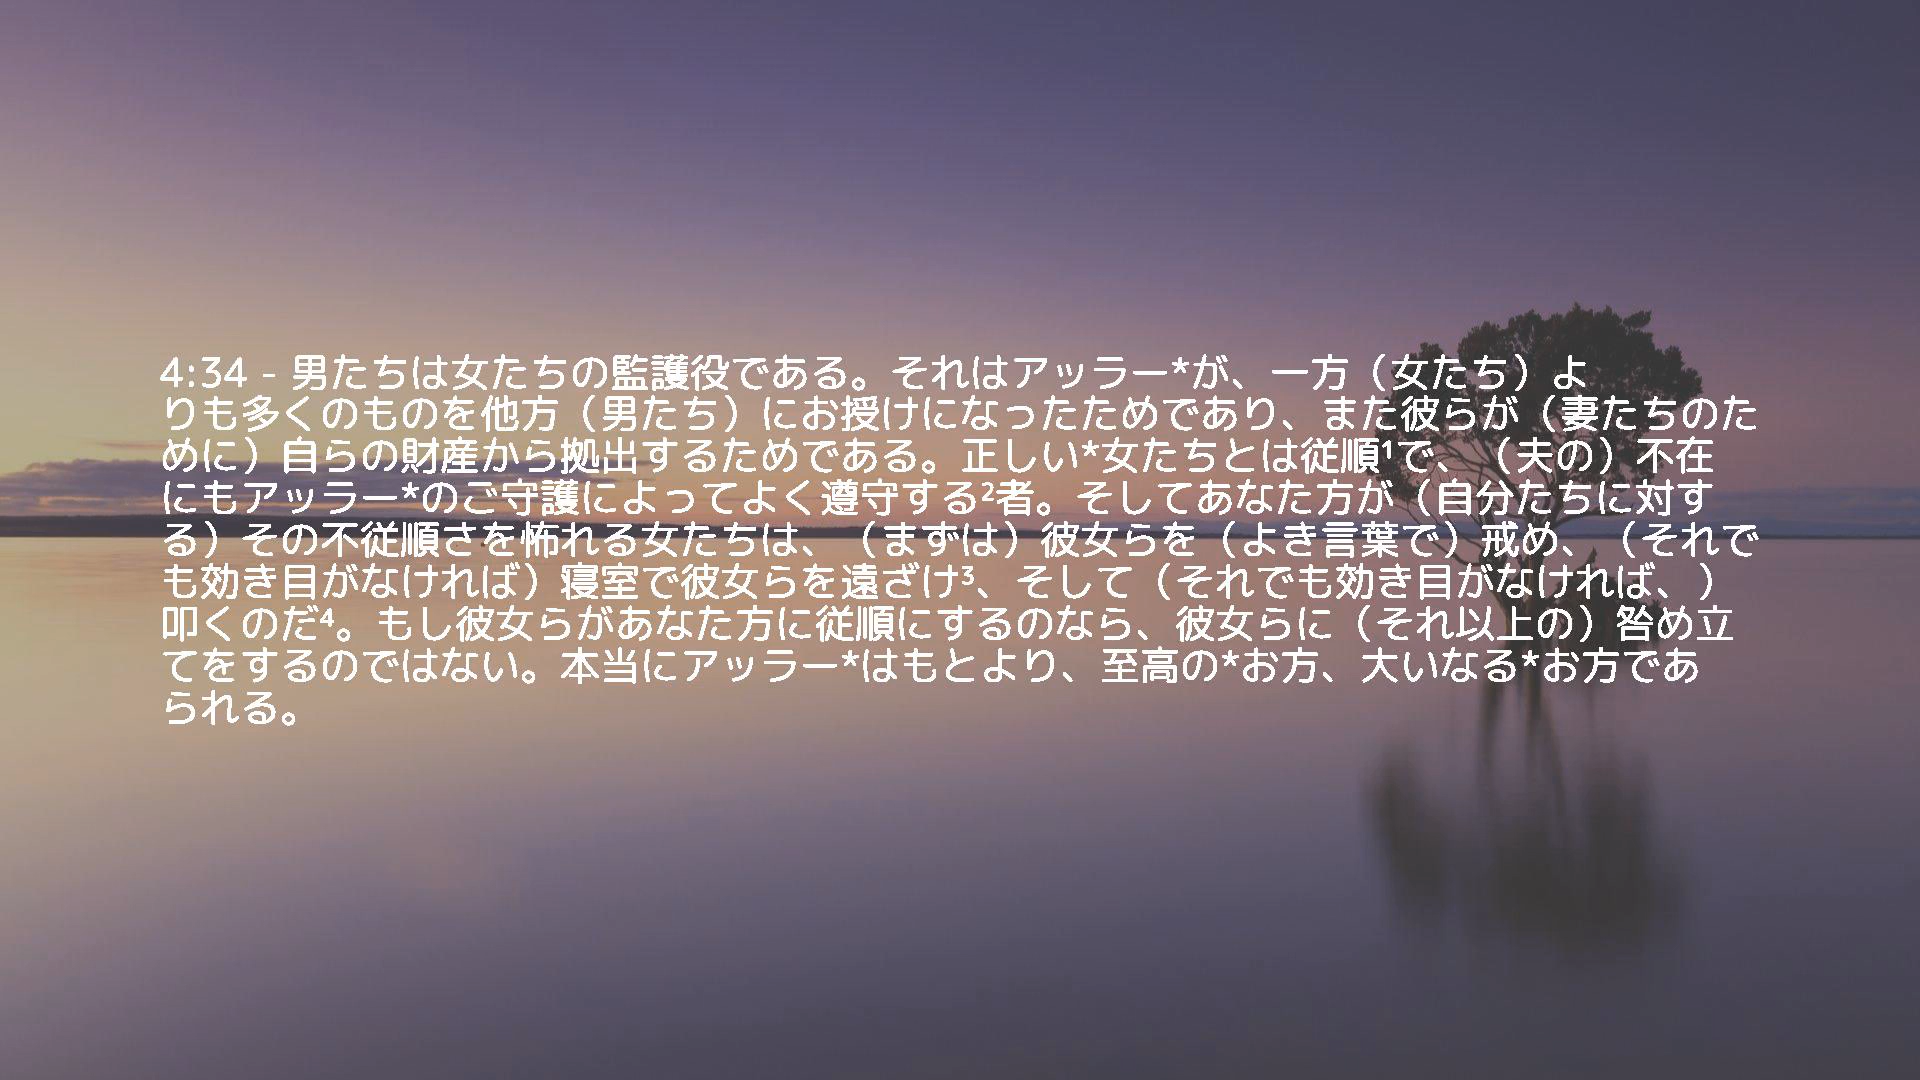 4:34 - 男たちは女たちの監護役である。それはアッラー*が、一方（女たち）よ
りも多くのものを他方（男たち）にお授けになったためであり、また彼らが（妻たちのた
めに）自らの財産から拠出するためである。正しい*女たちとは従順¹で、（夫の）不在
にもアッラー*のご守護によってよく遵守する²者。そしてあなた方が（自分たちに対す
る）その不従順さを怖れる女たちは、（まずは）彼女らを（よき言葉で）戒め、（それで
も効き目がなければ）寝室で彼女らを遠ざけ³、そして（それでも効き目がなければ、）
叩くのだ⁴。もし彼女らがあなた方に従順にするのなら、彼女らに（それ以上の）咎め立
てをするのではない。本当にアッラー*はもとより、至高の*お方、大いなる*お方であ
られる。